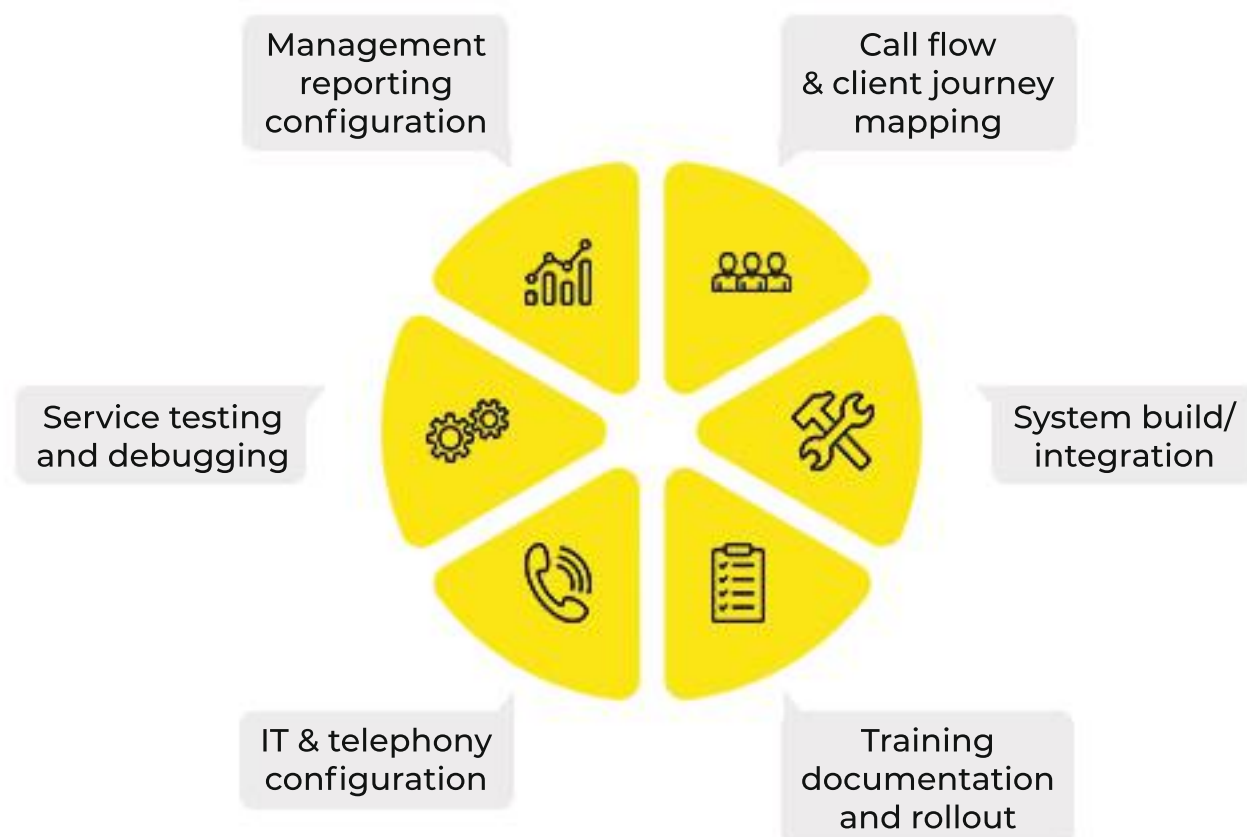 Management
reporting
configuration
Call flow
& client journey
mapping
Service testing
and debugging
System build/
integration
IT & telephony
configuration
Training
documentation
and rollout